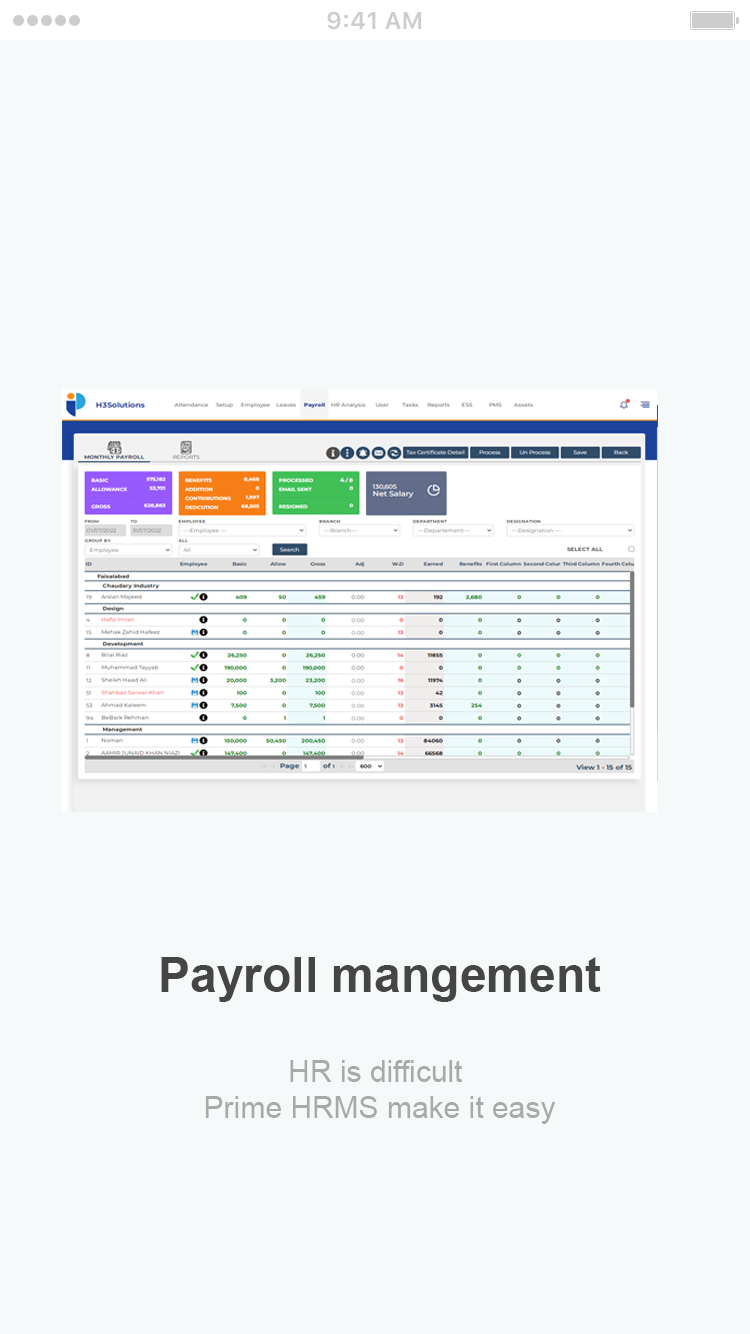 9:41 AM
H3Solutions
Attendance Setup Employee Leaves Payroll HR Analysis User Tasks Reports ESS PMS Assets
MONTHLY PAYROLL REPORTS Tax Certificate Detail Process Un Process Save Back
BASIC 575,182 BENEFITS 8,468 PROCESSED 4/8 130,605
ALLOWANCE 53,701 ADDITION 0 EMAIL SENT 0 Net Salary
CONTRIBUTIONS 1,997
GROSS 628,883 DEDCUTION RESIGNED 0
FROM TO EMPLOYEE BRANCH DEPARTMENT DESIGNATION
01/07/2022 31/07/2022 ---Employee --- ---Branch--- ---Departement--- ---Designation ---
GROUP BY ALL
Employee All Search SELECT ALL
ID Employee Basic Allow Gross Adj W.D Earned Benefits First Column Second Colur Third Column Fourth Colu
Faisalabad
Chaudary Industry
19 Arslan Majeed 409 50 459 0.00 13 192 2,680 0 0 0
Design
4 Hafiz Imran 0 0 0 0.00 0 0 0 0 0 0
15 Mehak Zahid Hafeez 0 0 0 0.00 13 0 0 0 0 0
Development
8 Bilal Riaz 26,250 0 26,250 0.00 14 11855 0 0 0 0
11 Muhammad Tayyab 190,000 0 190,000 0.00 0 0 0 0 0 0
12 Sheikh Haad Ali 20,000 3,200 23,200 0.00 16 11974 0 0 0 0
51 Shahbaz Sarwar Khan 100 0 100 0.00 13 42 0 0 0 0
53 Ahmad Kaleem 7,500 0 7,500 0.00 13 3145 254 0 0 0
94 BeBark Rehman 0 1 1 0.00 0 0 0 0 0 0
Management
1 Noman 150,000 50,450 200,450 0.00 13 84060 0 0 0 0
2 AAMIR JUNAID KHAN NIAZI 147,400 0 147,400 0.00 14 66568 0 0 0 0
Page 1 of 1 600 View 1 - 15 of 15
Payroll mangement
HR is difficult
Prime HRMS make it easy